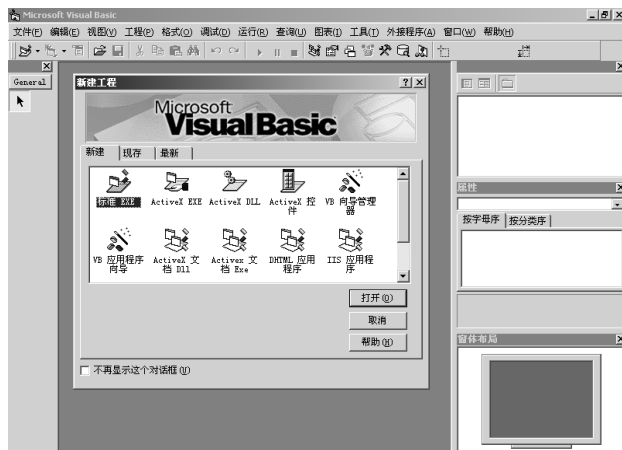 Microsoft Visual Basic
文件(F) 编辑(E) 视图(V) 工程(P) 格式(O) 调试(D) 运行(R) 查询(U) 图表(I) 工具(T) 外接程序(A) 窗口(W) 帮助(H)
General
新建工程
Microsoft
Visual Basic
新建 现存 最新
标准 EXE ActiveX EXE ActiveX DLL ActiveX 控件 VB 向导管理器
VB 应用程序向导 ActiveX 文档 Dll Activex 文档 Exe DHTML 应用程序 IIS 应用程序
打开(O)
取消
帮助(H)
不再显示这个对话框(U)
属性
按字母序 按分类序
窗体布局